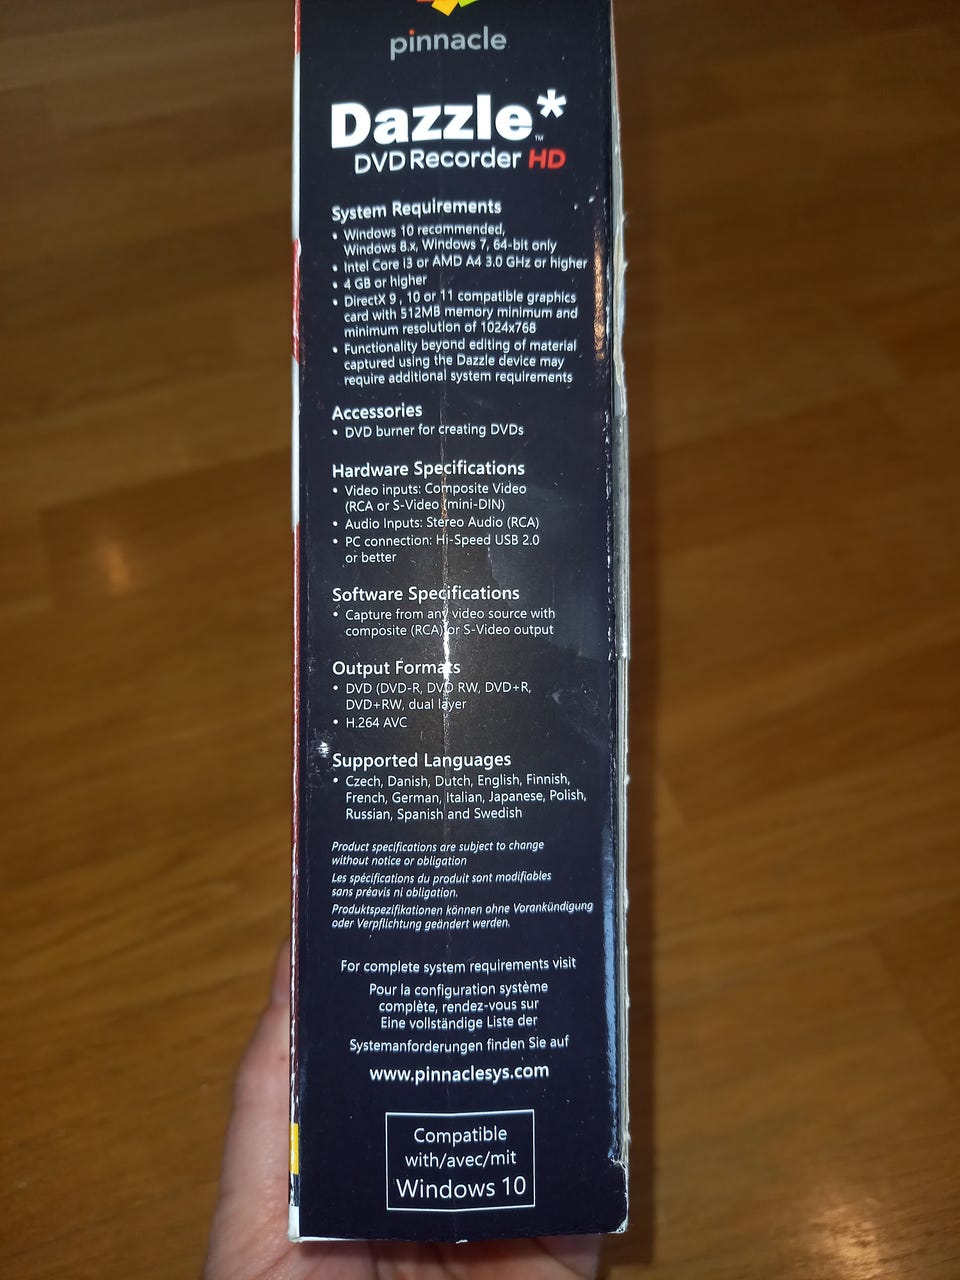 pinnacle
Dazzle*™
DVD Recorder HD
System Requirements
• Windows 10 recommended,
Windows 8.x, Windows 7, 64-bit only
• Intel Core i3 or AMD A4 3.0 GHz or higher
• 4 GB or higher
• DirectX 9 , 10 or 11 compatible graphics
card with 512MB memory minimum and
minimum resolution of 1024x768
• Functionality beyond editing of material
captured using the Dazzle device may
require additional system requirements
Accessories
• DVD burner for creating DVDs
Hardware Specifications
• Video inputs: Composite Video
(RCA or S-Video (mini-DIN)
• Audio Inputs: Stereo Audio (RCA)
• PC connection: Hi-Speed USB 2.0
or better
Software Specifications
• Capture from any video source with
composite (RCA) or S-Video output
Output Formats
• DVD (DVD-R, DVD RW, DVD+R,
DVD+RW, dual layer
• H.264 AVC
Supported Languages
• Czech, Danish, Dutch, English, Finnish,
French, German, Italian, Japanese, Polish,
Russian, Spanish and Swedish
Product specifications are subject to change
without notice or obligation
Les spécifications du produit sont modifiables
sans préavis ni obligation.
Produktspezifikationen können ohne Vorankündigung
oder Verpflichtung geändert werden.
For complete system requirements visit
Pour la configuration système
complète, rendez-vous sur
Eine vollständige Liste der
Systemanforderungen finden Sie auf
www.pinnaclesys.com
Compatible
with/avec/mit
Windows 10